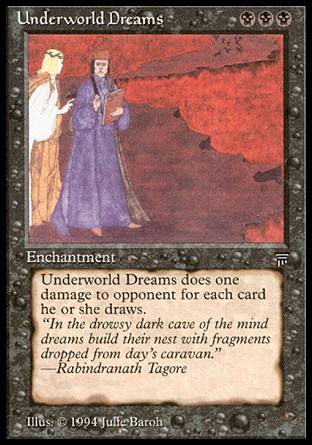 Underworld Dreams
Enchantment
Underworld Dreams does one
damage to opponent for each card
he or she draws.
“In the drowsy dark cave of the mind
dreams build their nest with fragments
dropped from day’s caravan.”
—Rabindranath Tagore
Illus: © 1994 Julie Baroh